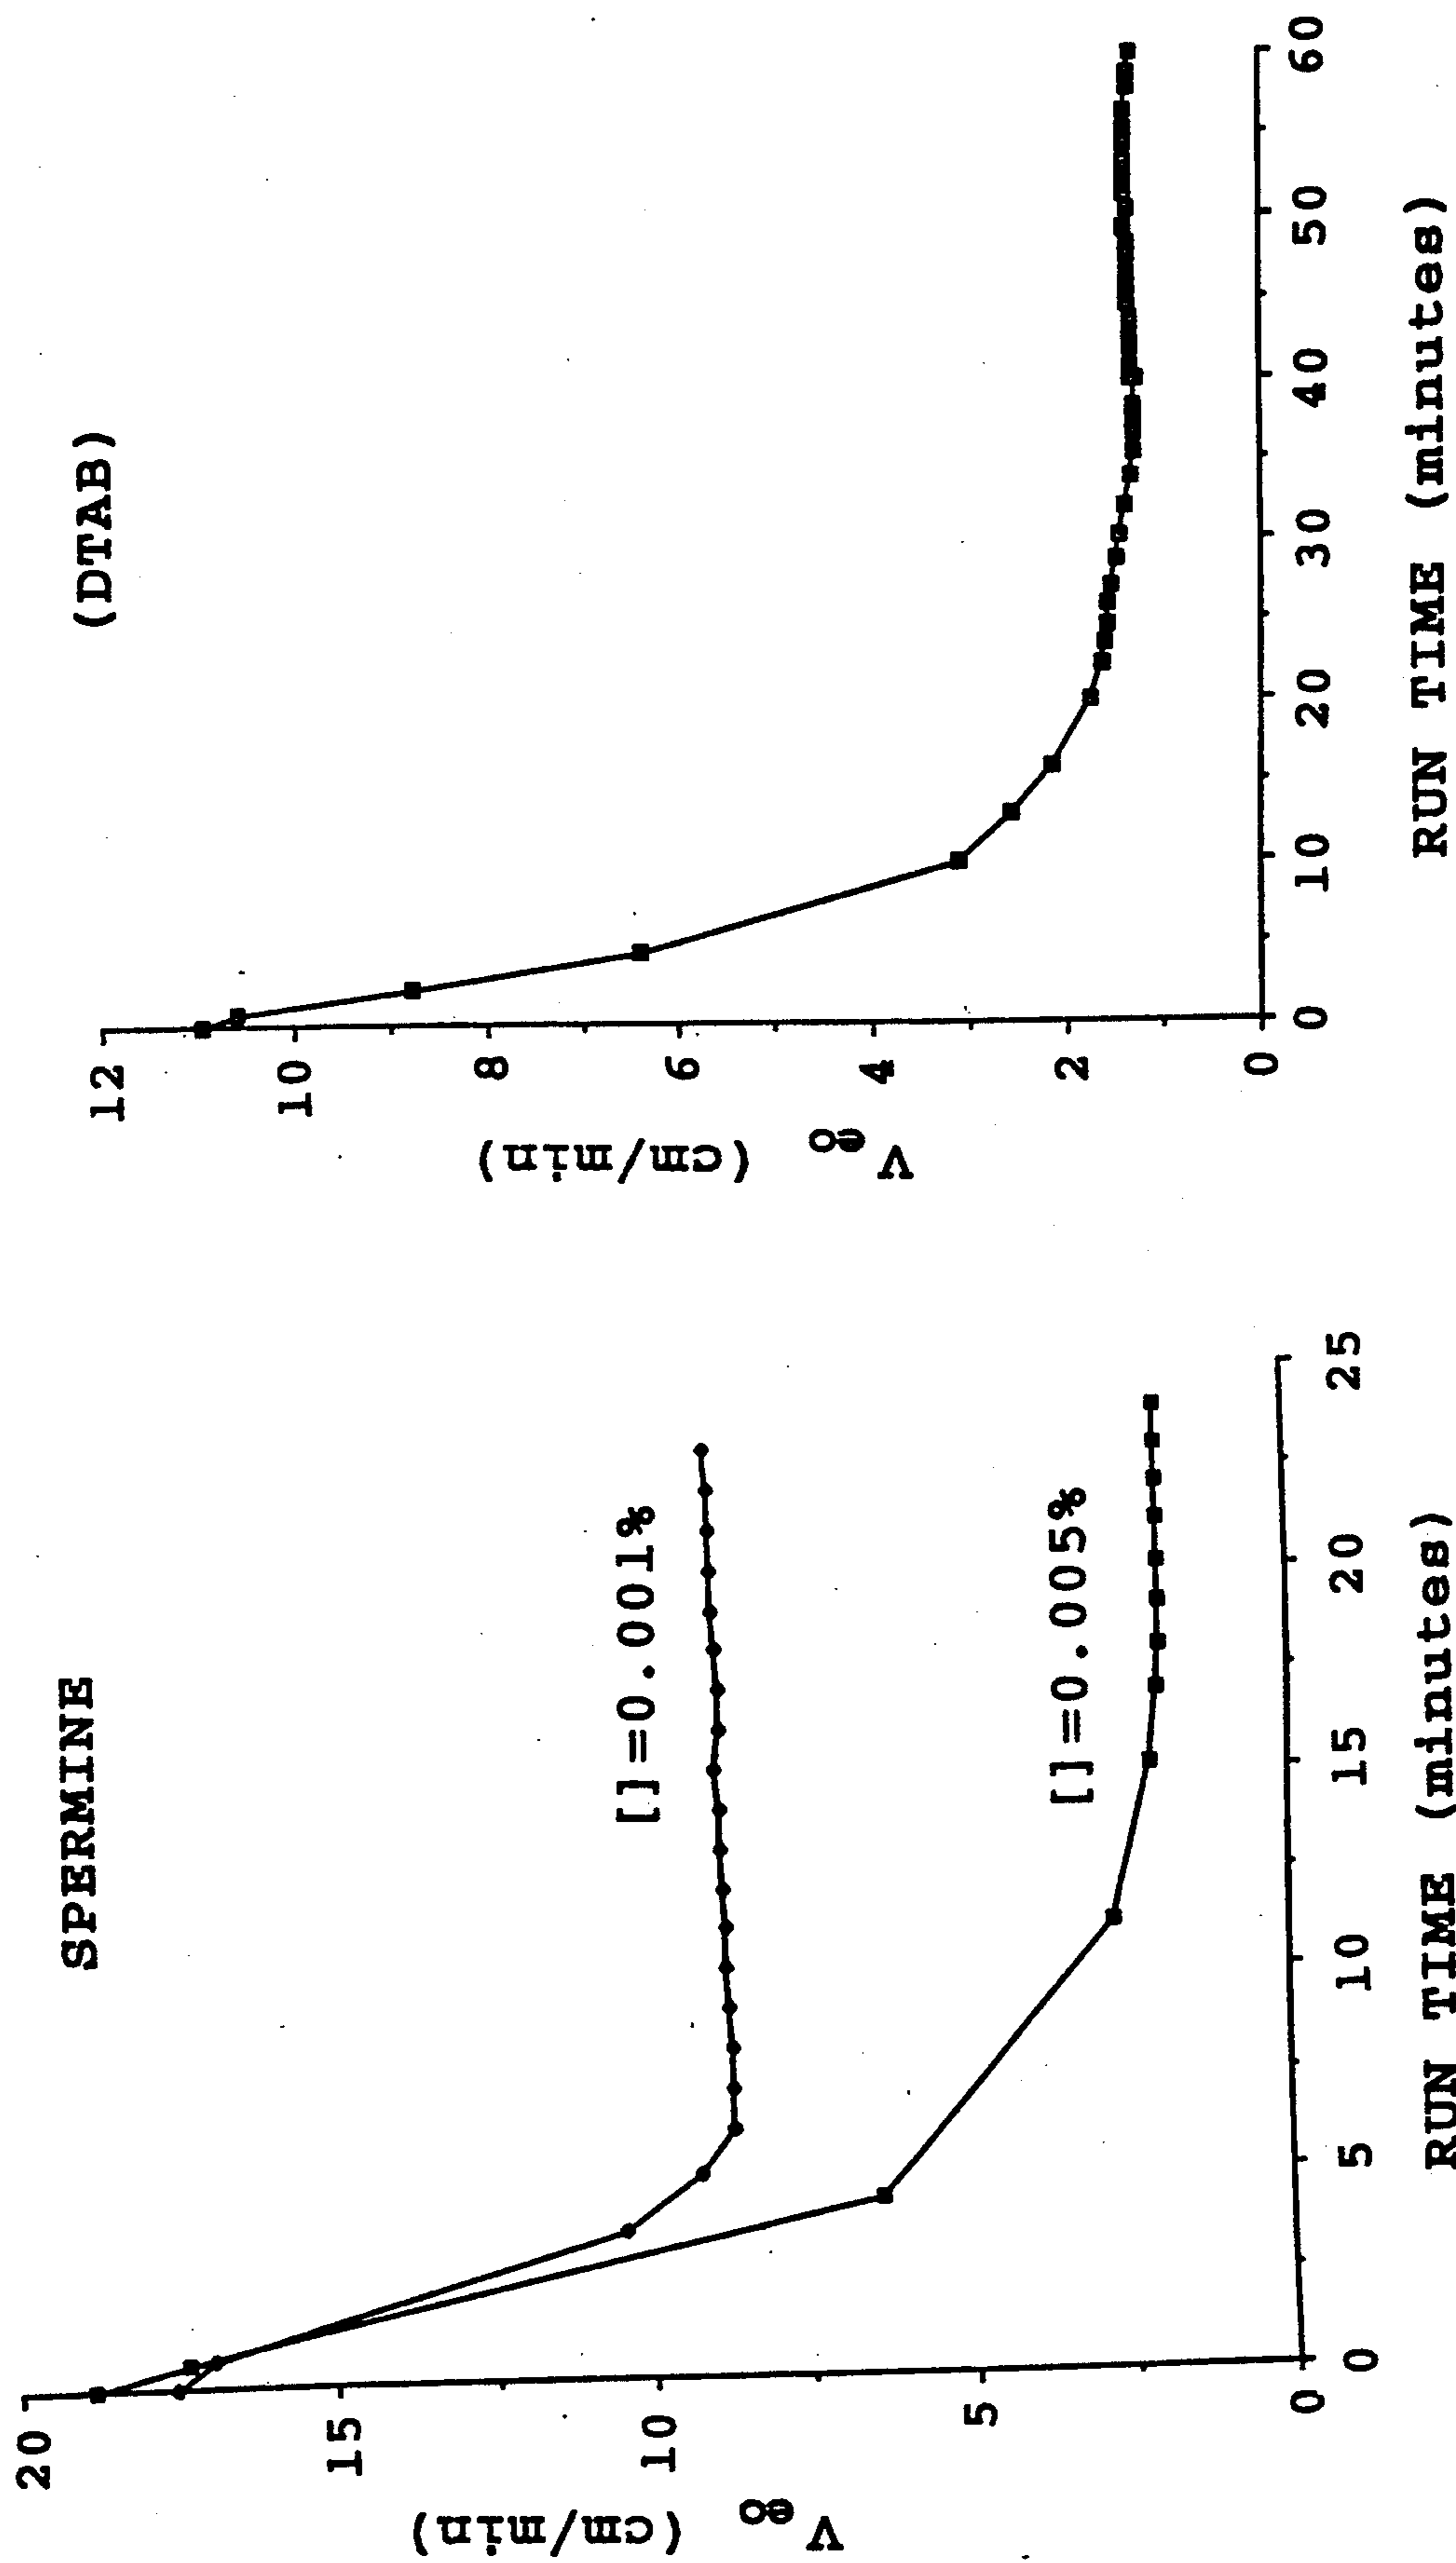 SPERMINE
20
15
10
5
0
V eo (cm/min)
[]=0.001%
[]=0.005%
0 5 10 15 20 25
RUN TIME (minutes)
(DTAB)
12
10
8
6
4
2
0
V eo (cm/min)
0 10 20 30 40 50 60
RUN TIME (minutes)